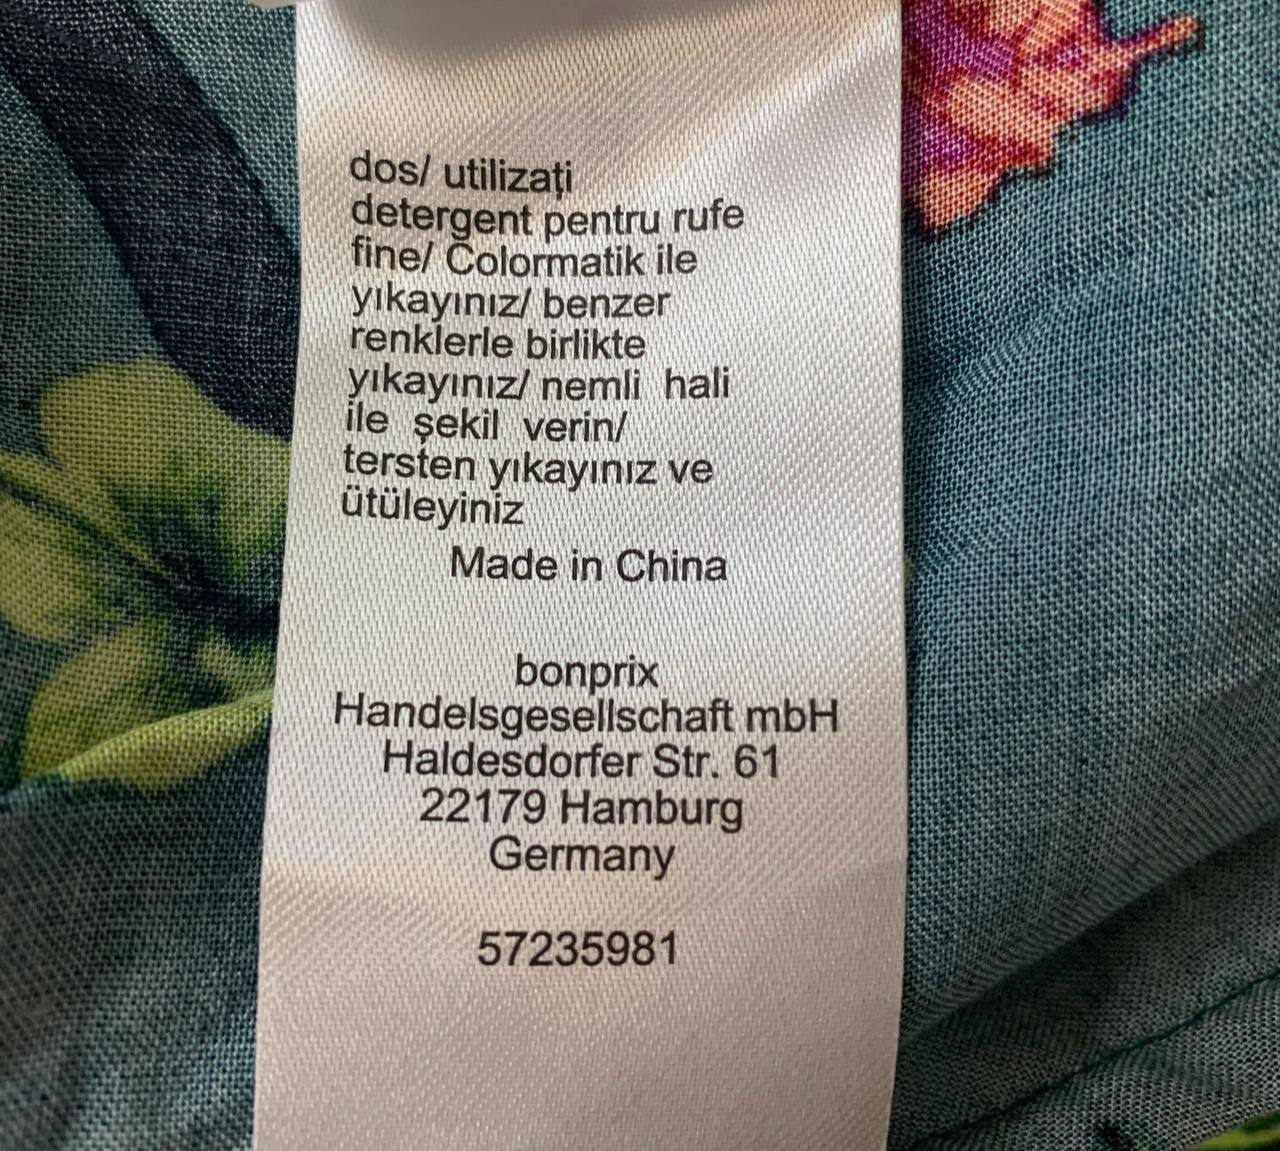 dos/ utilizați
detergent pentru rufe
fine/ Colormatik ile
yıkayınız/ benzer
renklerle birlikte
yıkayınız/ nemli hali
ile şekil verin/
tersten yıkayınız ve
ütüleyiniz
Made in China
bonprix
Handelsgesellschaft mbH
Haldesdorfer Str. 61
22179 Hamburg
Germany
57235981